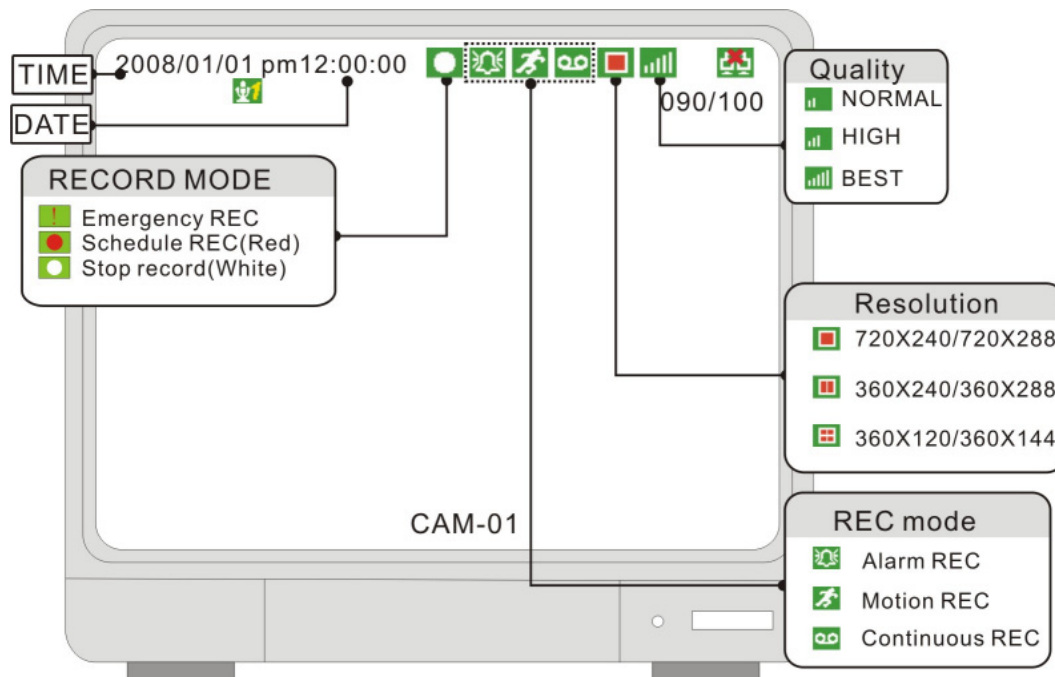 TIME
2008/01/01 pm12:00:00
1
090/100
DATE
Quality
NORMAL
HIGH
BEST
RECORD MODE
! Emergency REC
Schedule REC(Red)
Stop record(White)
Resolution
720X240/720X288
360X240/360X288
360X120/360X144
CAM-01
REC mode
Alarm REC
Motion REC
Continuous REC